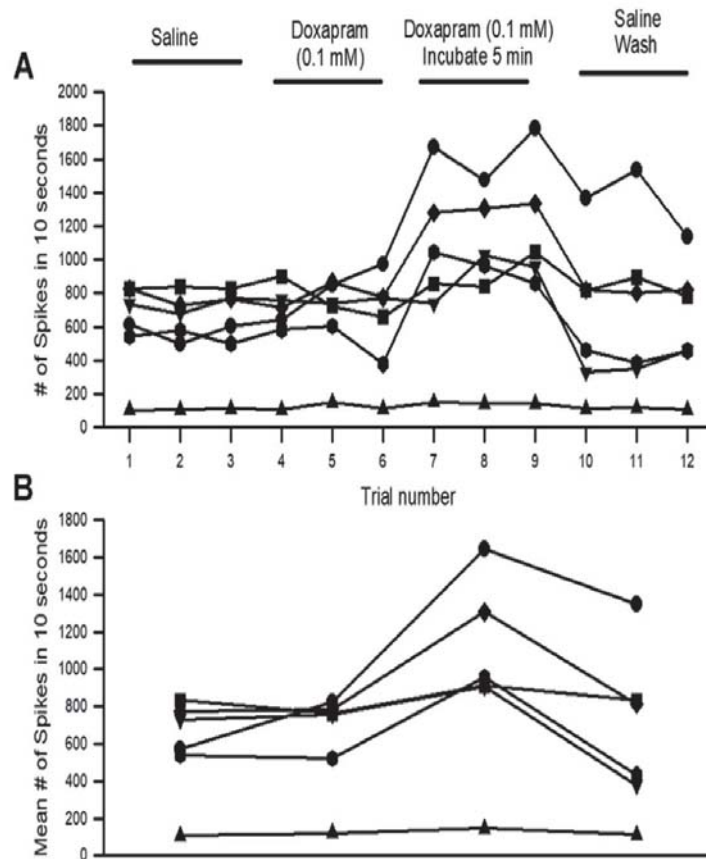 Saline
Doxapram
(0.1 mM)
Doxapram (0.1 mM)
Incubate 5 min
Saline
Wash
A
# of Spikes in 10 seconds
2000
1800
1600
1400
1200
1000
800
600
400
200
0
1 2 3 4 5 6 7 8 9 10 11 12
Trial number
B
Mean # of Spikes in 10 seconds
1800
1600
1400
1200
1000
800
600
400
200
0